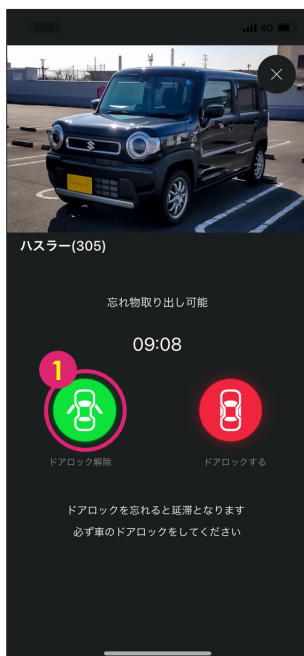 4G
ハスラー(305)
忘れ物取り出し可能
09:08
1
ドアロック解除
ドアロックする
ドアロックを忘れると延滞となります
必ず車のドアロックをしてください